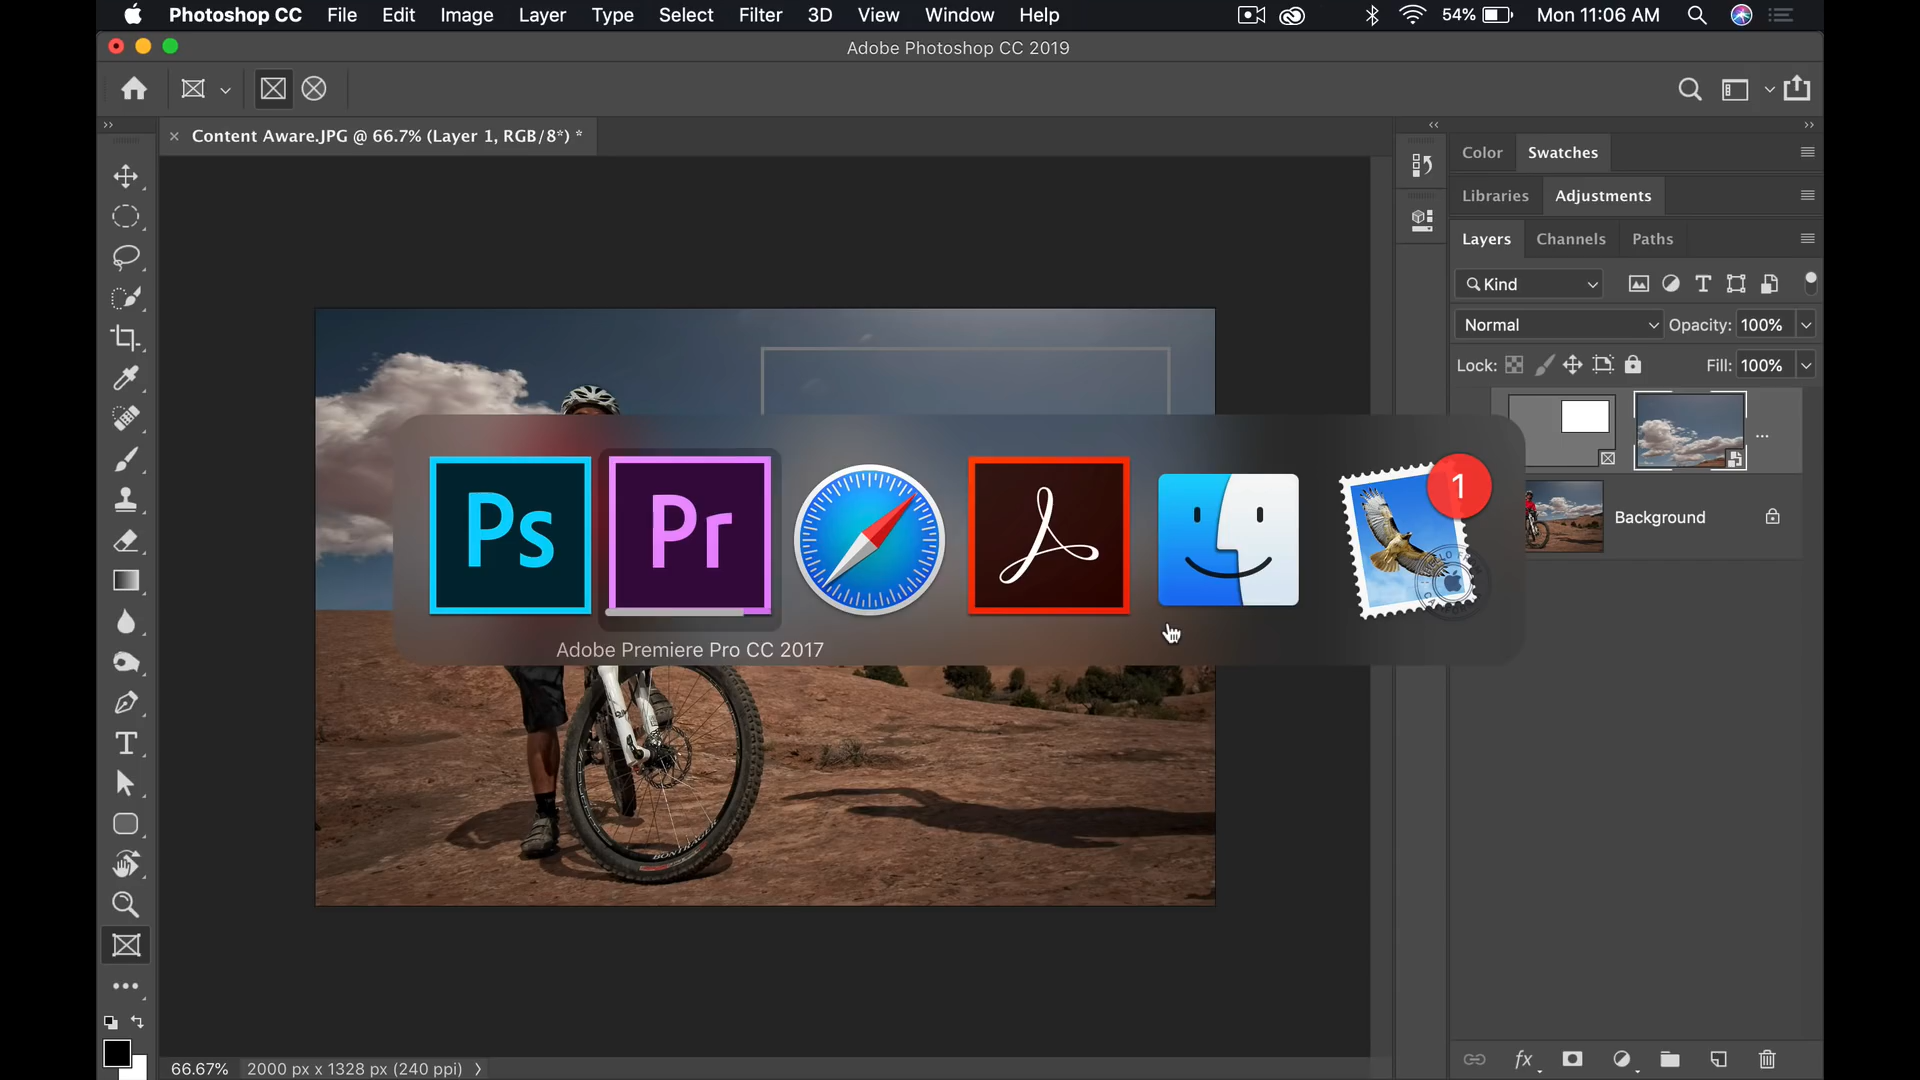 Photoshop CC File Edit Image Layer Type Select Filter 3D View Window Help 54% Mon 11:06 AM
Adobe Photoshop CC 2019
Content Aware.JPG @ 66.7% (Layer 1, RGB/8*) *
Color Swatches
Libraries Adjustments
Layers Channels Paths
Kind
Normal Opacity: 100%
Lock: Fill: 100%
Background
Ps Pr 1
Adobe Premiere Pro CC 2017
BONTRAGER
66.67% 2000 px x 1328 px (240 ppi)